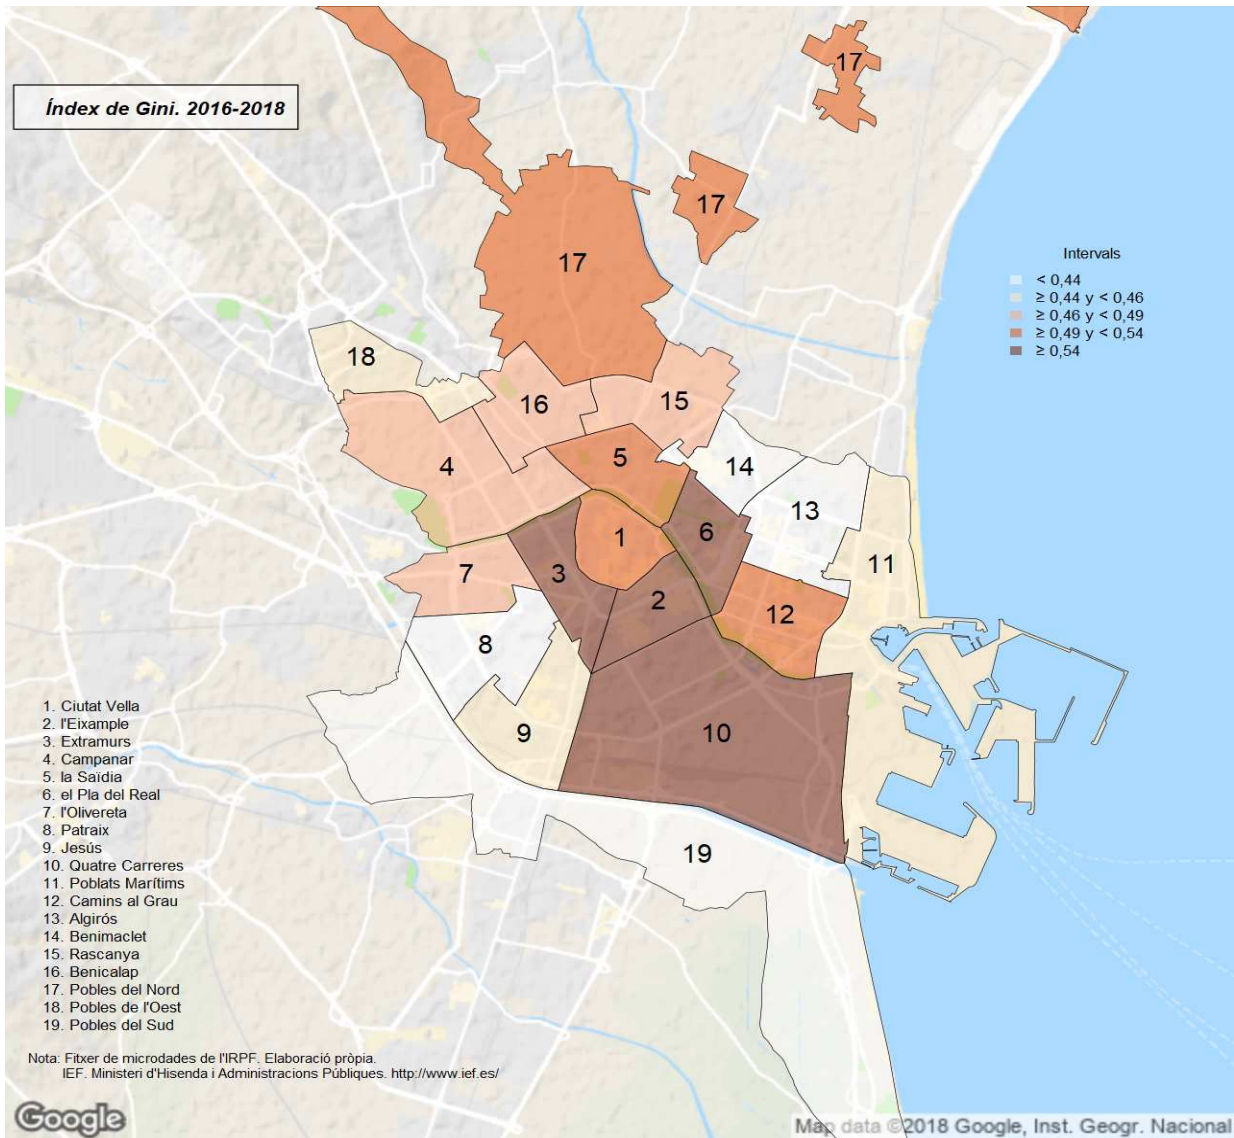 Índex de Gini. 2016-2018
17
17
17
Intervals
< 0,44
≥ 0,44 y < 0,46
≥ 0,46 y < 0,49
≥ 0,49 y < 0,54
≥ 0,54
18
16
15
4
5
14
13
1
6
11
7
3
2
12
8
9
10
19
1. Ciutat Vella
2. l'Eixample
3. Extramurs
4. Campanar
5. la Saïdia
6. el Pla del Real
7. l'Olivereta
8. Patraix
9. Jesús
10. Quatre Carreres
11. Poblats Marítims
12. Camins al Grau
13. Algirós
14. Benimaclet
15. Rascanya
16. Benicalap
17. Pobles del Nord
18. Pobles de l'Oest
19. Pobles del Sud
Nota: Fitxer de microdades de l'IRPF. Elaboració pròpia.
IEF. Ministeri d'Hisenda i Administracions Públiques. http://www.ief.es/
Google
Map data ©2018 Google, Inst. Geogr. Nacional